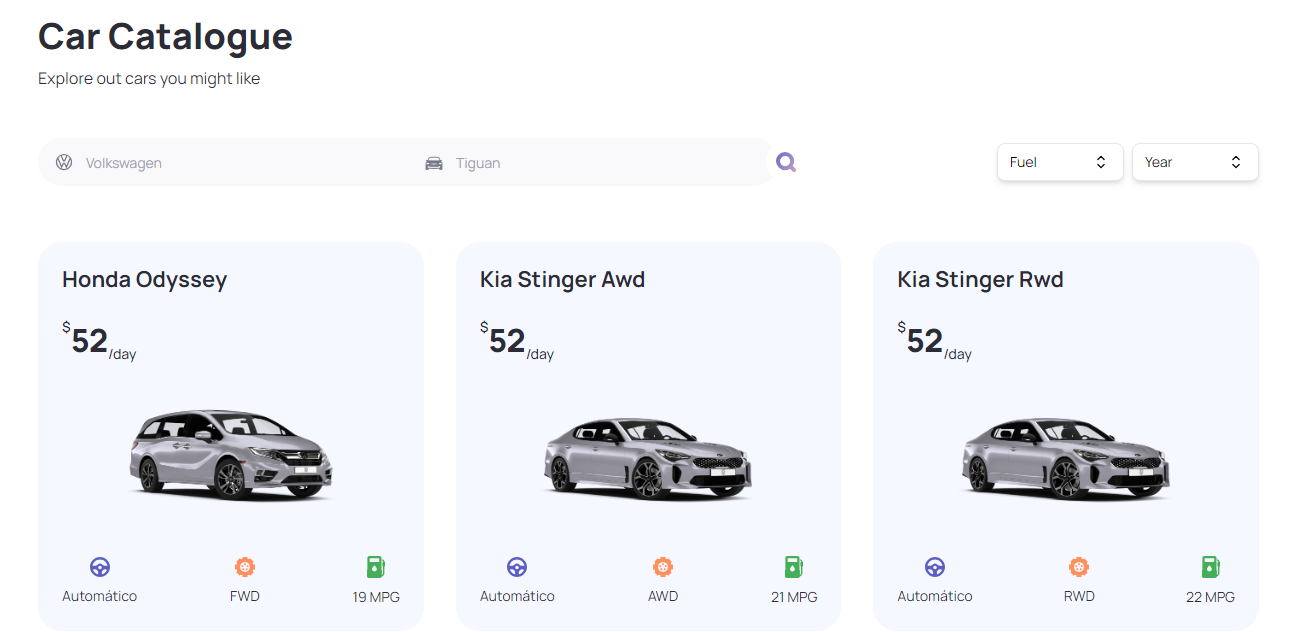 Car Catalogue
Explore out cars you might like
Volkswagen Tiguan Fuel Year
Honda Odyssey Kia Stinger Awd Kia Stinger Rwd
$52/day $52/day $52/day
Automático FWD 19 MPG Automático AWD 21 MPG Automático RWD 22 MPG